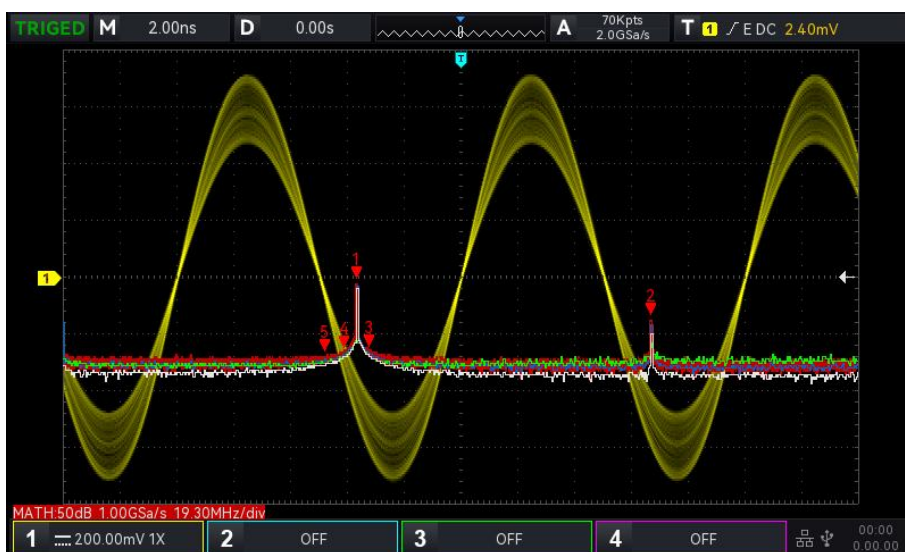 TRIGED M 2.00ns D 0.00s A 70Kpts 2.0GSa/s T 1 E DC 2.40mV
T
1
1
2
5 4 3
MATH:50dB 1.00GSa/s 19.30MHz/div
1 200.00mV 1X 2 OFF 3 OFF 4 OFF 00:00 0.00.00